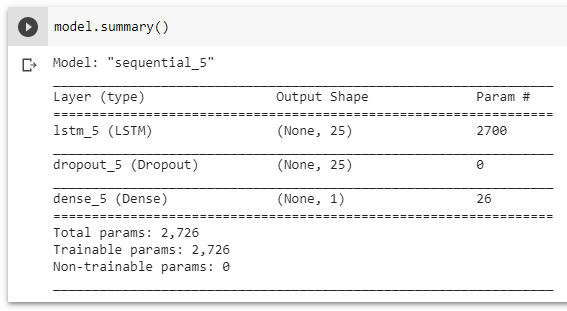 model.summary()
Model: "sequential_5"
_________________________________________________________________
Layer (type)                 Output Shape              Param #
=================================================================
lstm_5 (LSTM)                (None, 25)                2700
_________________________________________________________________
dropout_5 (Dropout)          (None, 25)                0
_________________________________________________________________
dense_5 (Dense)              (None, 1)                 26
=================================================================
Total params: 2,726
Trainable params: 2,726
Non-trainable params: 0
_________________________________________________________________